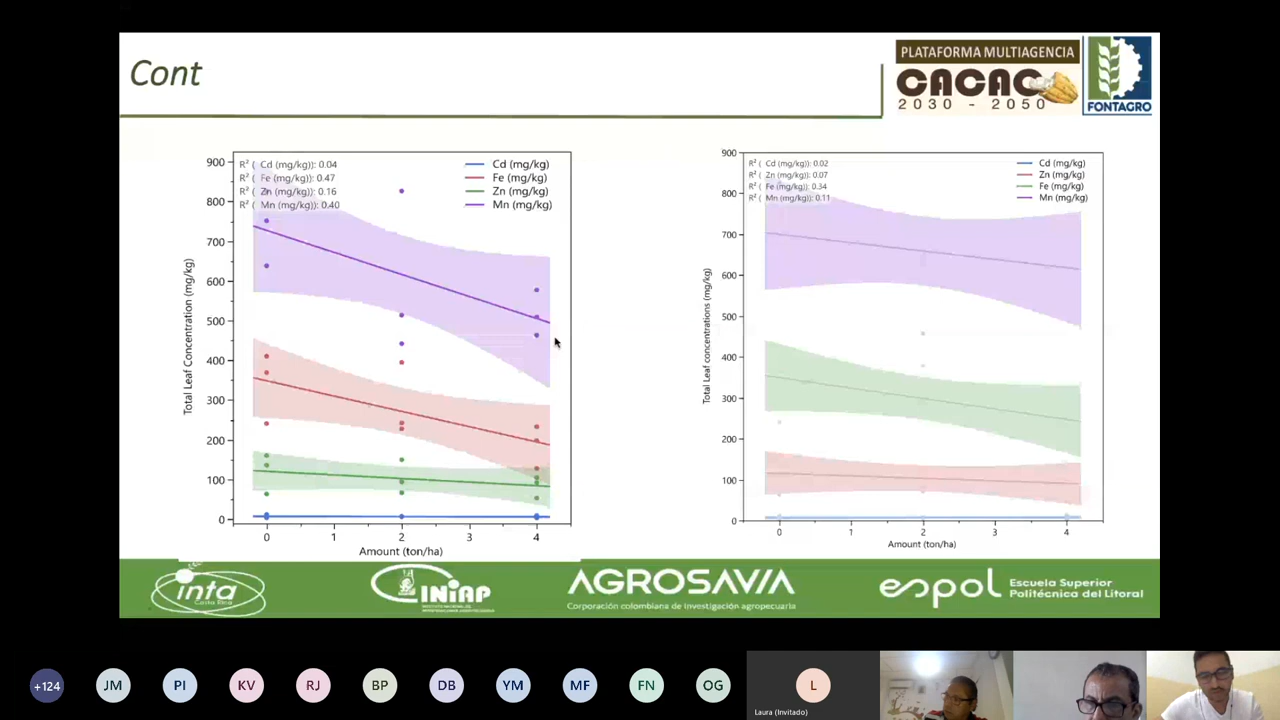 Cont
PLATAFORMA MULTIAGENCIA
CACAO
2030 - 2050
FONTAGRO
R² ( Cd (mg/kg)): 0.04
R² ( Fe (mg/kg)): 0.47
R² ( Zn (mg/kg)): 0.16
R² ( Mn (mg/kg)): 0.40
Cd (mg/kg)
Fe (mg/kg)
Zn (mg/kg)
Mn (mg/kg)
Total Leaf Concentration (mg/kg)
900
800
700
600
500
400
300
200
100
0
0 1 2 3 4
Amount (ton/ha)
R² ( Cd (mg/kg)): 0.02
R² ( Zn (mg/kg)): 0.07
R² ( Fe (mg/kg)): 0.34
R² ( Mn (mg/kg)): 0.11
Cd (mg/kg)
Zn (mg/kg)
Fe (mg/kg)
Mn (mg/kg)
Total Leaf concentrations (mg/kg)
900
800
700
600
500
400
300
200
100
0
0 1 2 3 4
Amount (ton/ha)
inta
Costa Rica
INIAP
AGROSAVIA
Corporación colombiana de investigación agropecuaria
espol
Escuela Superior
Politécnica del Litoral
+124 JM PI KV RJ BP DB YM MF FN OG L
Laura (Invitado)